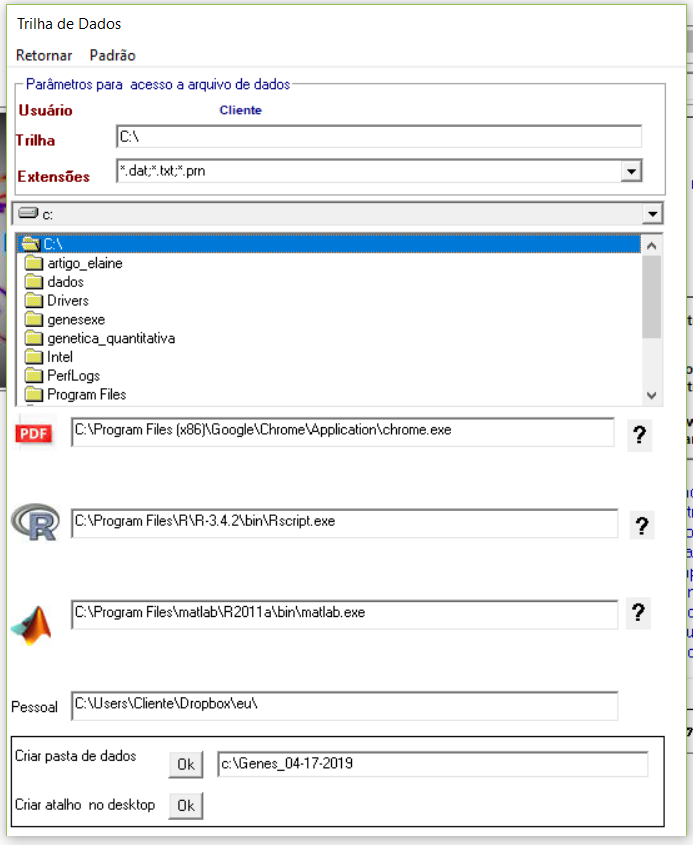 Trilha de Dados
Retornar Padrão
Parâmetros para acesso a arquivo de dados
Usuário Cliente
Trilha C:\
Extensões *.dat;*.txt;*.prn
c:
C:\
artigo_elaine
dados
Drivers
genesexe
genetica_quantitativa
Intel
PerfLogs
Program Files
PDF C:\Program Files (x86)\Google\Chrome\Application\chrome.exe ?
R C:\Program Files\R\R-3.4.2\bin\Rscript.exe ?
C:\Program Files\matlab\R2011a\bin\matlab.exe ?
Pessoal C:\Users\Cliente\Dropbox\eu\
Criar pasta de dados Ok c:\Genes_04-17-2019
Criar atalho no desktop Ok